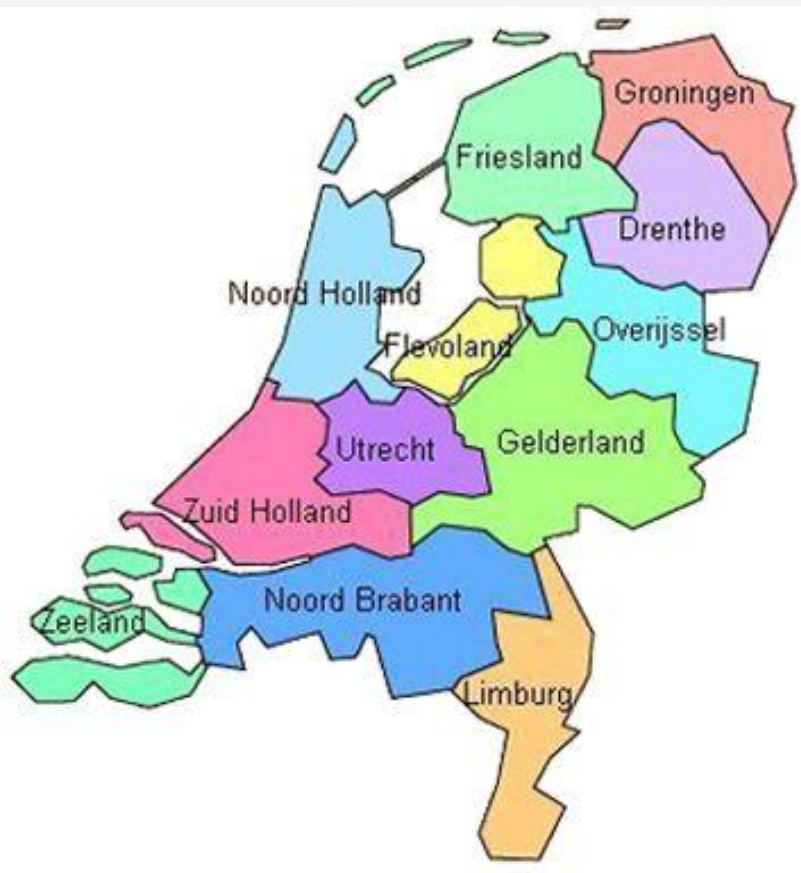 Groningen
Friesland
Drenthe
Noord Holland
Overijssel
Flevoland
Gelderland
Utrecht
Zuid Holland
Noord Brabant
Zeeland
Limburg